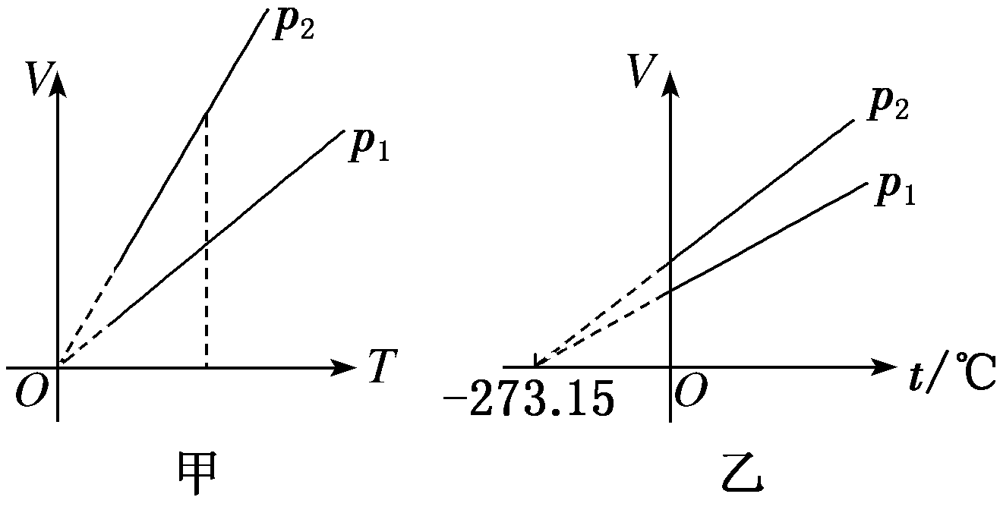 V
p₂
p₁
O
T
甲
V
p₂
p₁
-273.15
O
t/℃
乙